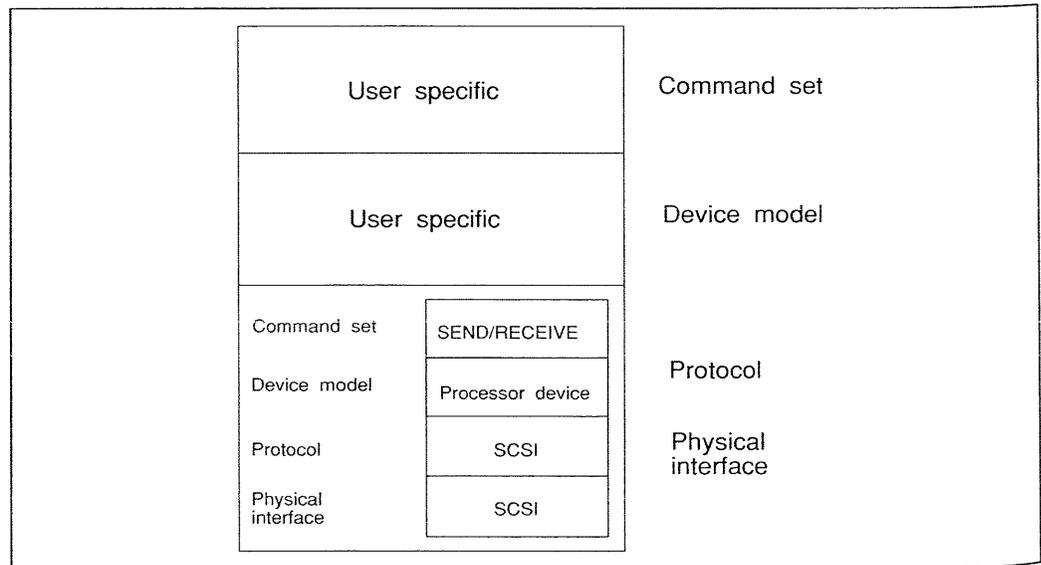 User specific
Command set
User specific
Device model
Command set
SEND/RECEIVE
Device model
Processor device
Protocol
Protocol
SCSI
Physical
interface
Physical
interface
SCSI